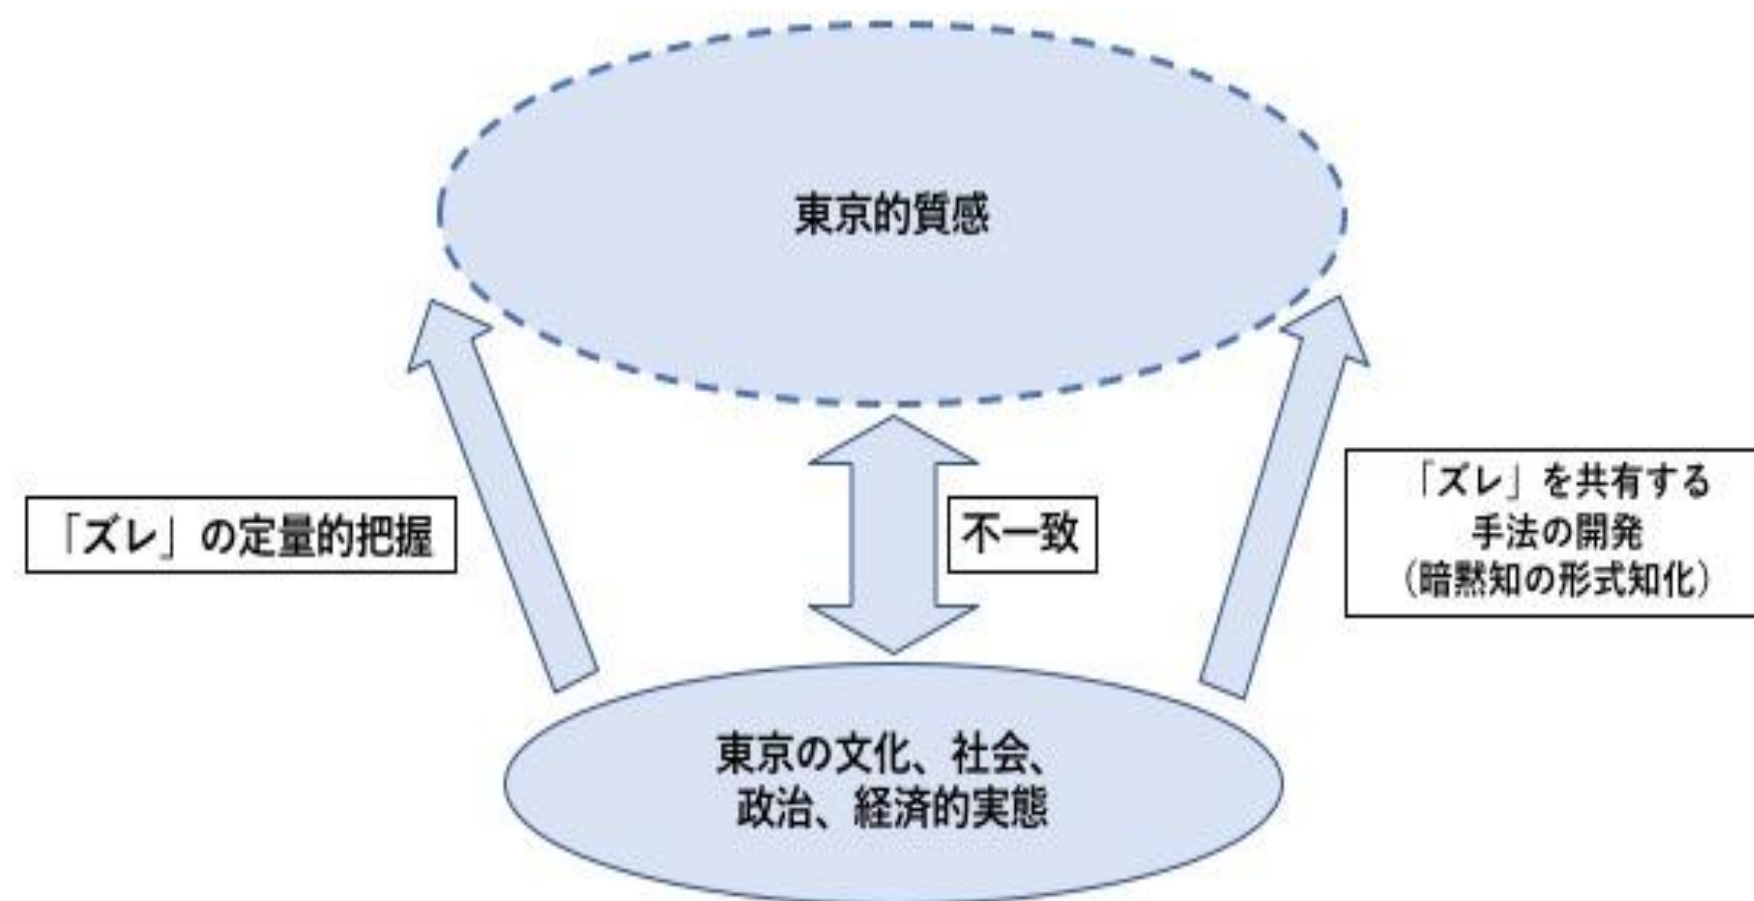 東京的質感
「ズレ」の定量的把握
不一致
「ズレ」を共有する
手法の開発
（暗黙知の形式知化）
東京の文化、社会、
政治、経済的実態